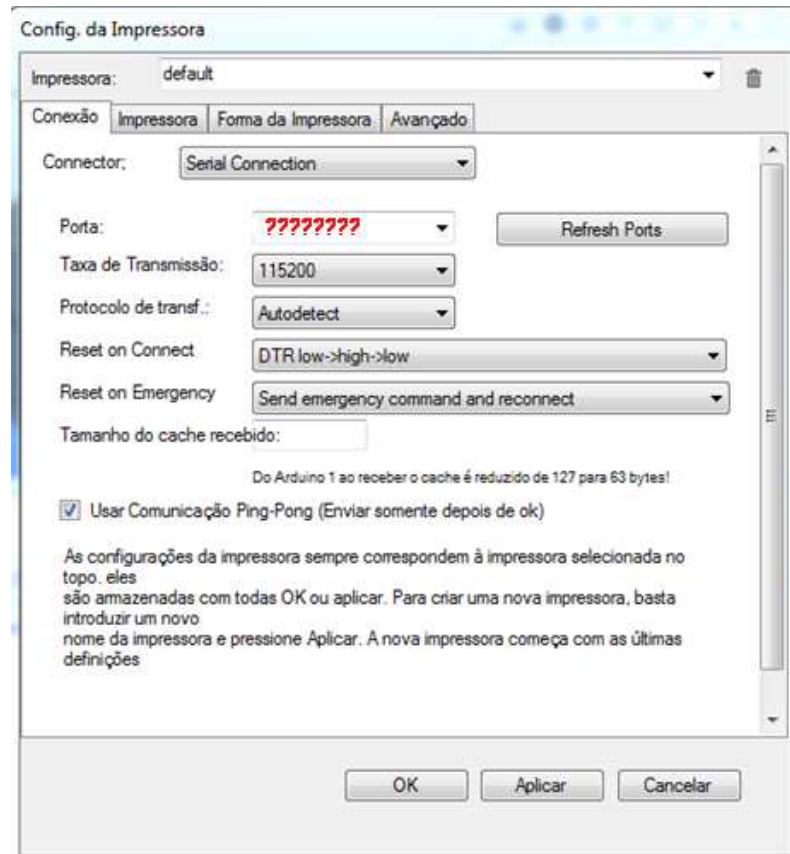 Config. da Impressora
Impressora: default
Conexão Impressora Forma da Impressora Avançado
Connector: Serial Connection
Porta: ???????? Refresh Ports
Taxa de Transmissão: 115200
Protocolo de transf.: Autodetect
Reset on Connect DTR low->high->low
Reset on Emergency Send emergency command and reconnect
Tamanho do cache recebido:
Do Arduino 1 ao receber o cache é reduzido de 127 para 63 bytes!
Usar Comunicação Ping-Pong (Enviar somente depois de ok)
As configurações da impressora sempre correspondem à impressora selecionada no
topo. eles
são armazenadas com todas OK ou aplicar. Para criar uma nova impressora, basta
introduzir um novo
nome da impressora e pressione Aplicar. A nova impressora começa com as últimas
definições
OK Aplicar Cancelar